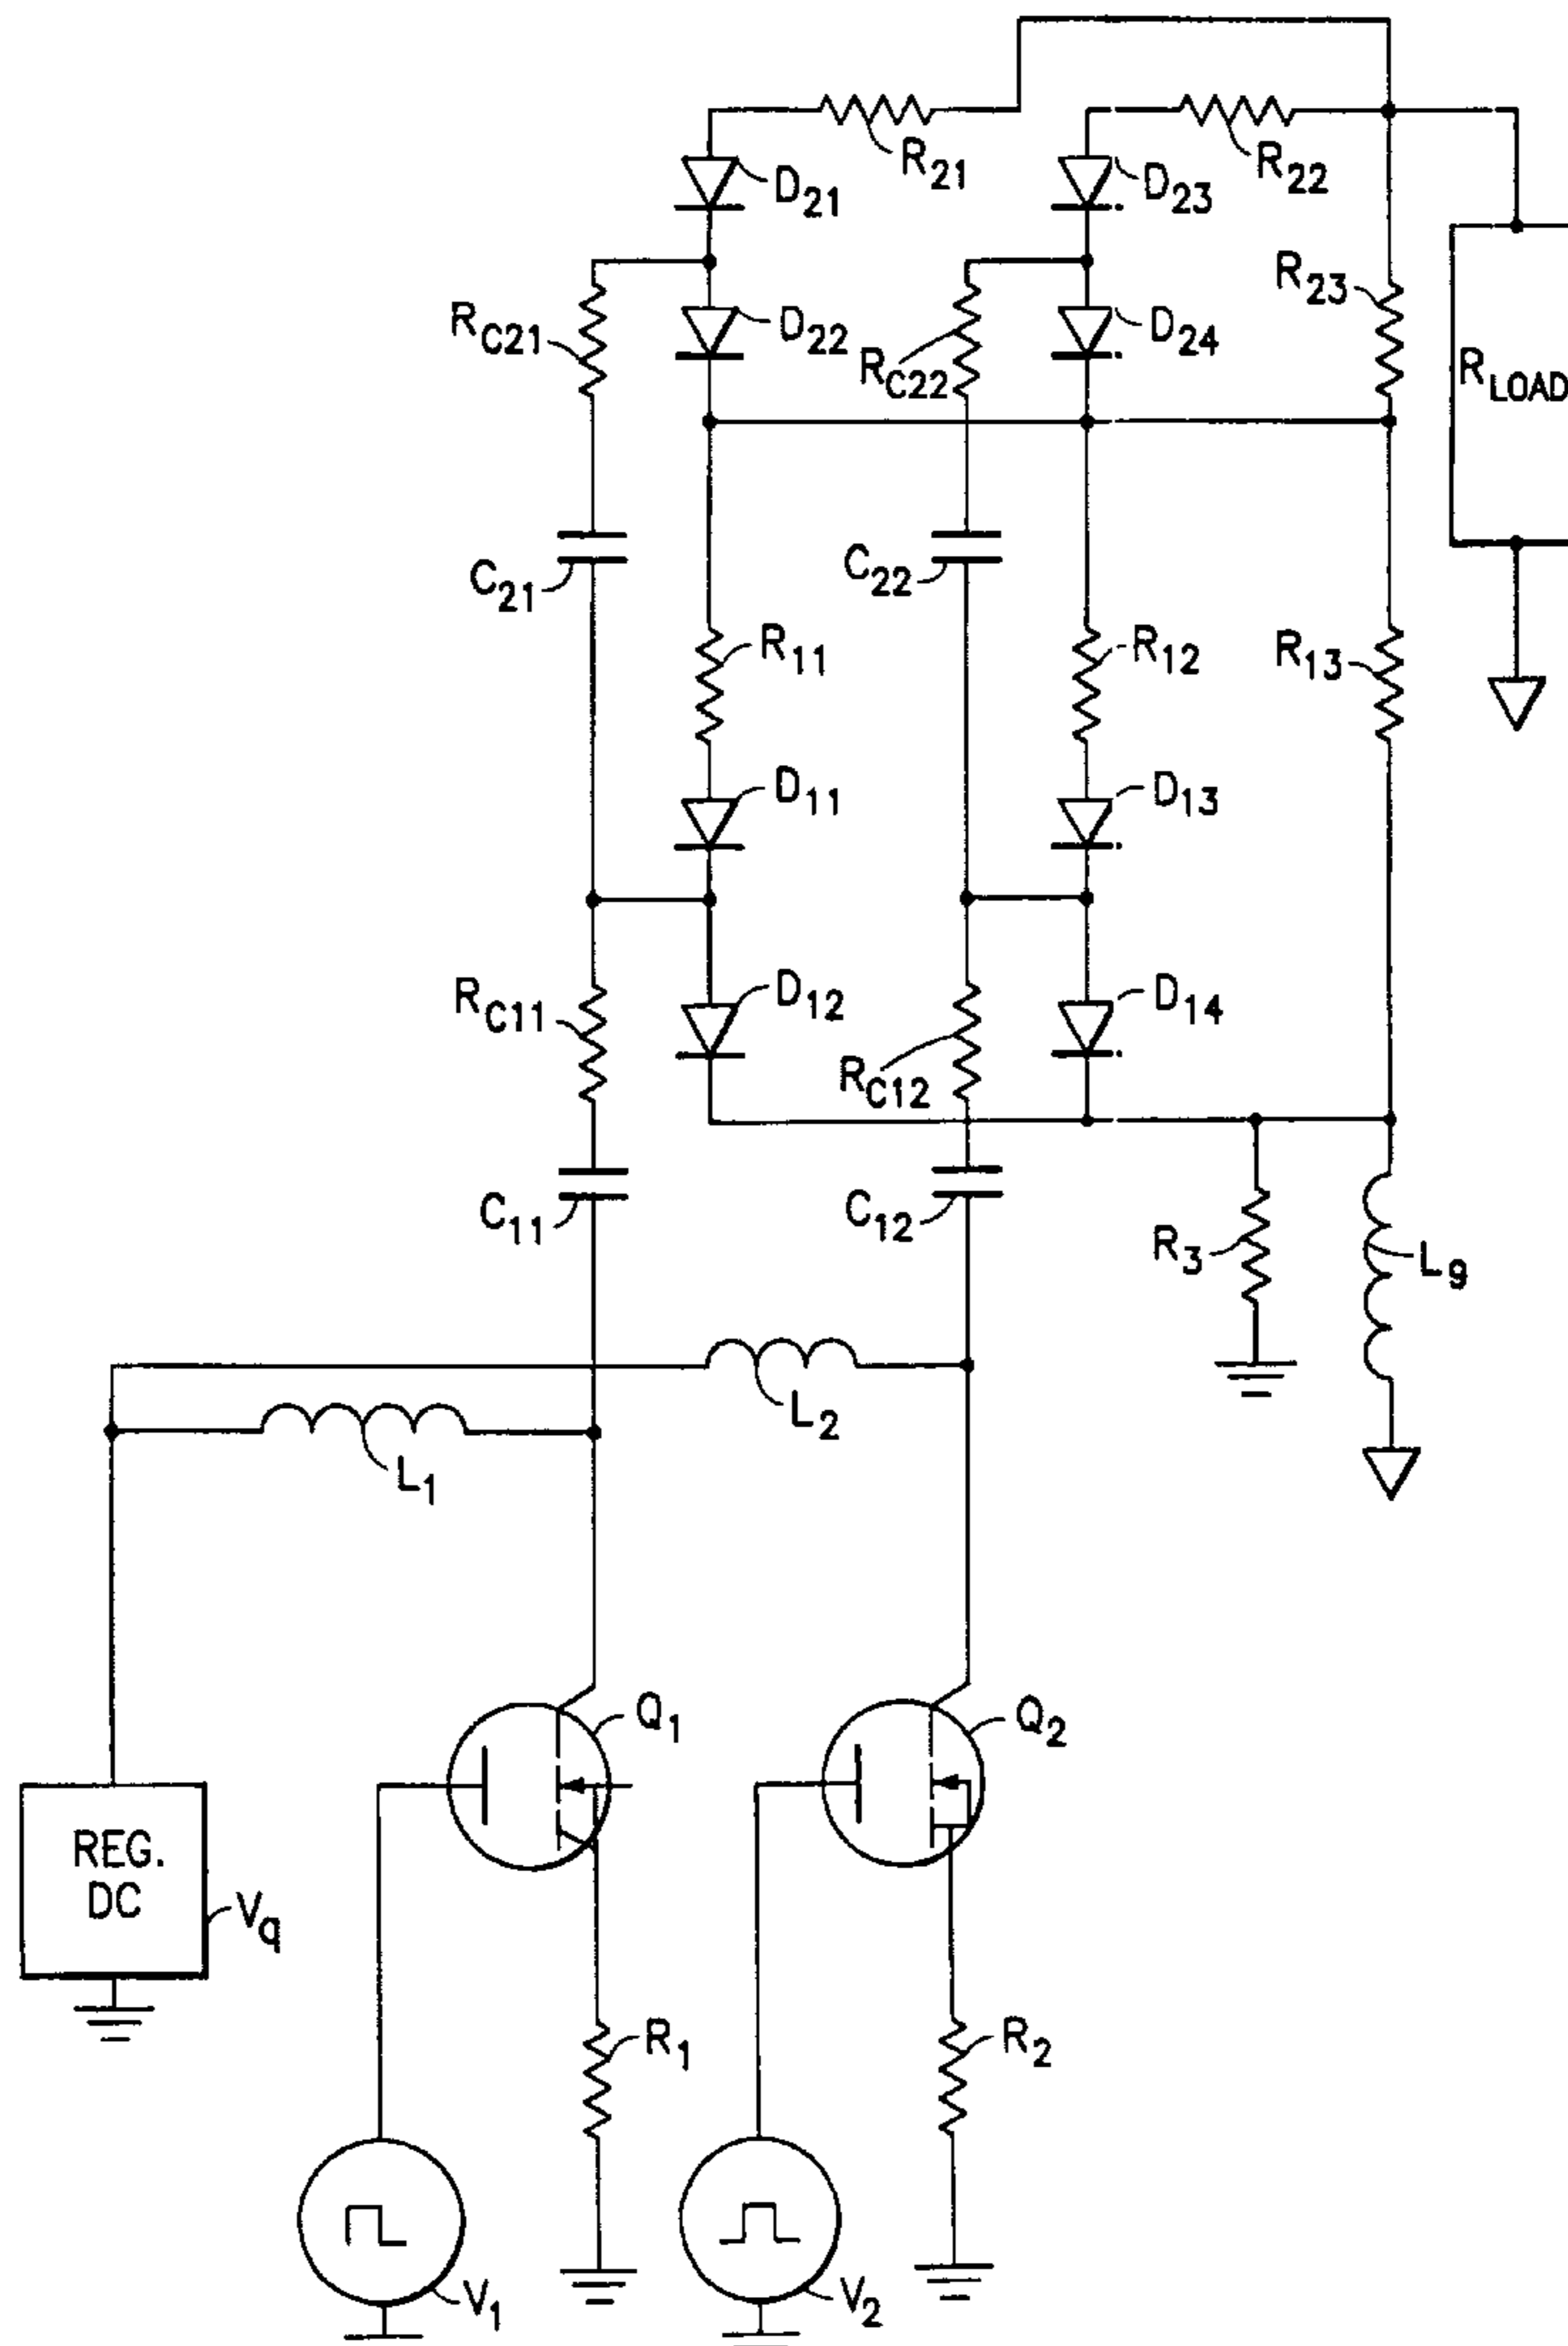 R21
R22
D21
D23
R23
RC21
D22
RC22
D24
RLOAD
C21
C22
R11
R12
R13
D11
D13
RC11
D12
RC12
D14
C11
C12
R3
L9
L2
L1
Q1
Q2
REG.
DC
Vq
R1
R2
V1
V2